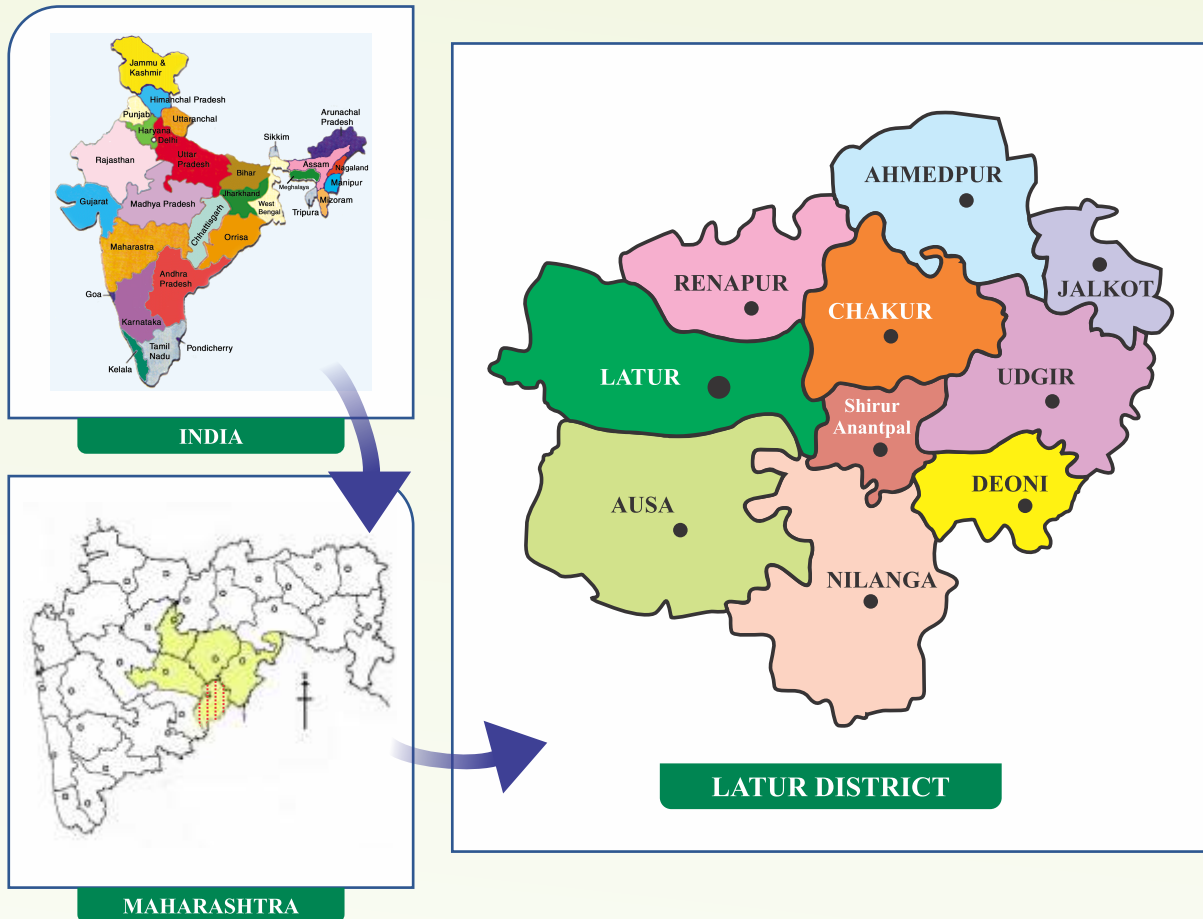 Jammu &
Kashmir
Himanchal Pradesh
Punjab
Uttaranchal
Haryana
Delhi
Arunachal
Pradesh
Sikkim
Rajasthan
Uttar
Pradesh
Assam
Nagaland
Bihar
Meghalaya
Manipur
Gujarat
Madhya Pradesh
Jharkhand
West
Bengal
Mizoram
Tripura
Chhattisgarh
Orrisa
Maharastra
Andhra
Pradesh
Goa
Karnataka
Tamil
Nadu
Pondicherry
Kelala
INDIA
MAHARASHTRA
AHMEDPUR
RENAPUR
JALKOT
CHAKUR
LATUR
UDGIR
Shirur
Anantpal
DEONI
AUSA
NILANGA
LATUR DISTRICT